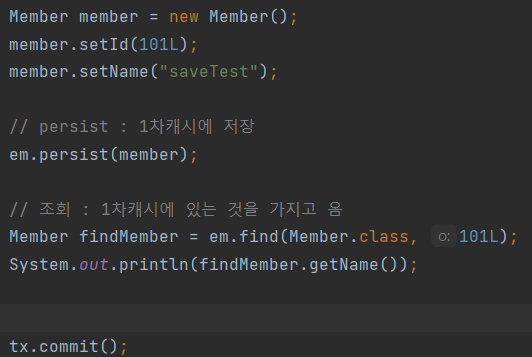 Member member = new Member();
member.setId(101L);
member.setName("saveTest");
// persist : 1차캐시에 저장
em.persist(member);
// 조회 : 1차캐시에 있는 것을 가지고 옴
Member findMember = em.find(Member.class, o: 101L);
System.out.println(findMember.getName());
tx.commit();